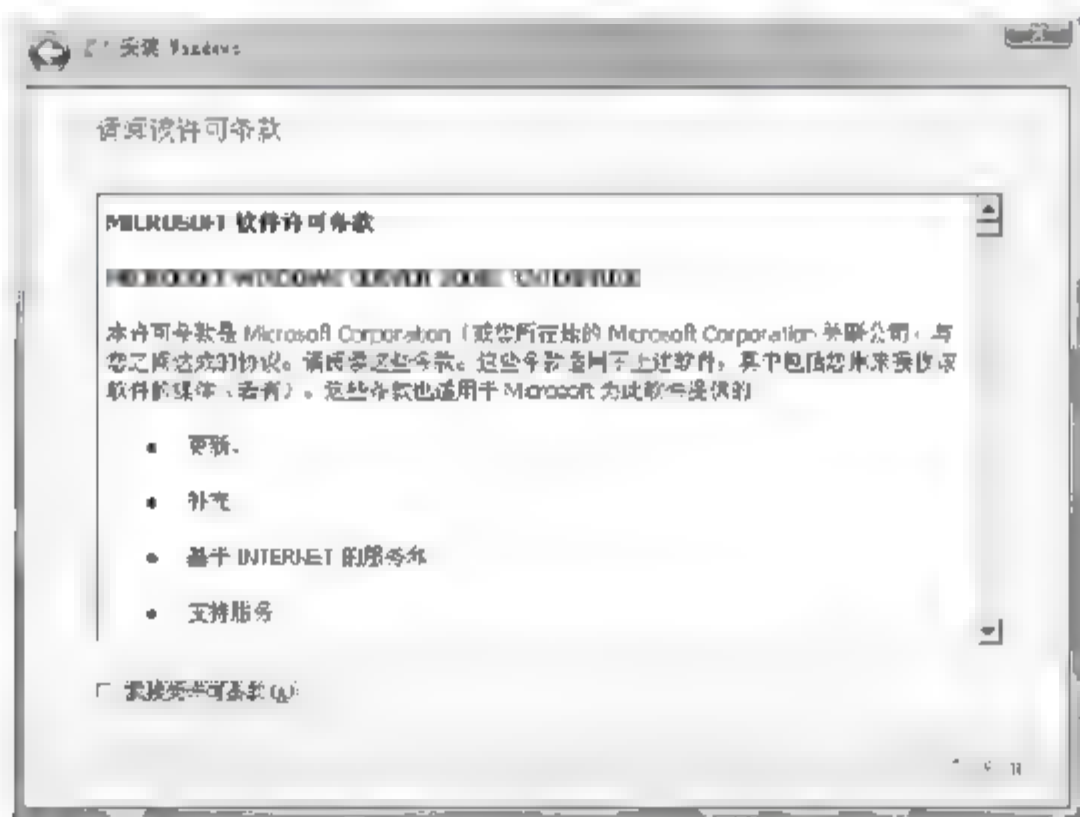 安装 Windows
请阅读许可条款
MICROSOFT 软件许可条款
MICROSOFT WINDOWS SERVER 2008, ENTERPRISE
本许可条款是 Microsoft Corporation（或您所在地的 Microsoft Corporation 关联公司）与
您之间达成的协议。请阅读这些条款。这些条款适用于上述软件，其中包括您用来接收该
软件的媒体（若有）。这些条款也适用于 Microsoft 为此软件提供的
• 更新、
• 补充
• 基于 INTERNET 的服务和
• 支持服务
我接受许可条款(A)